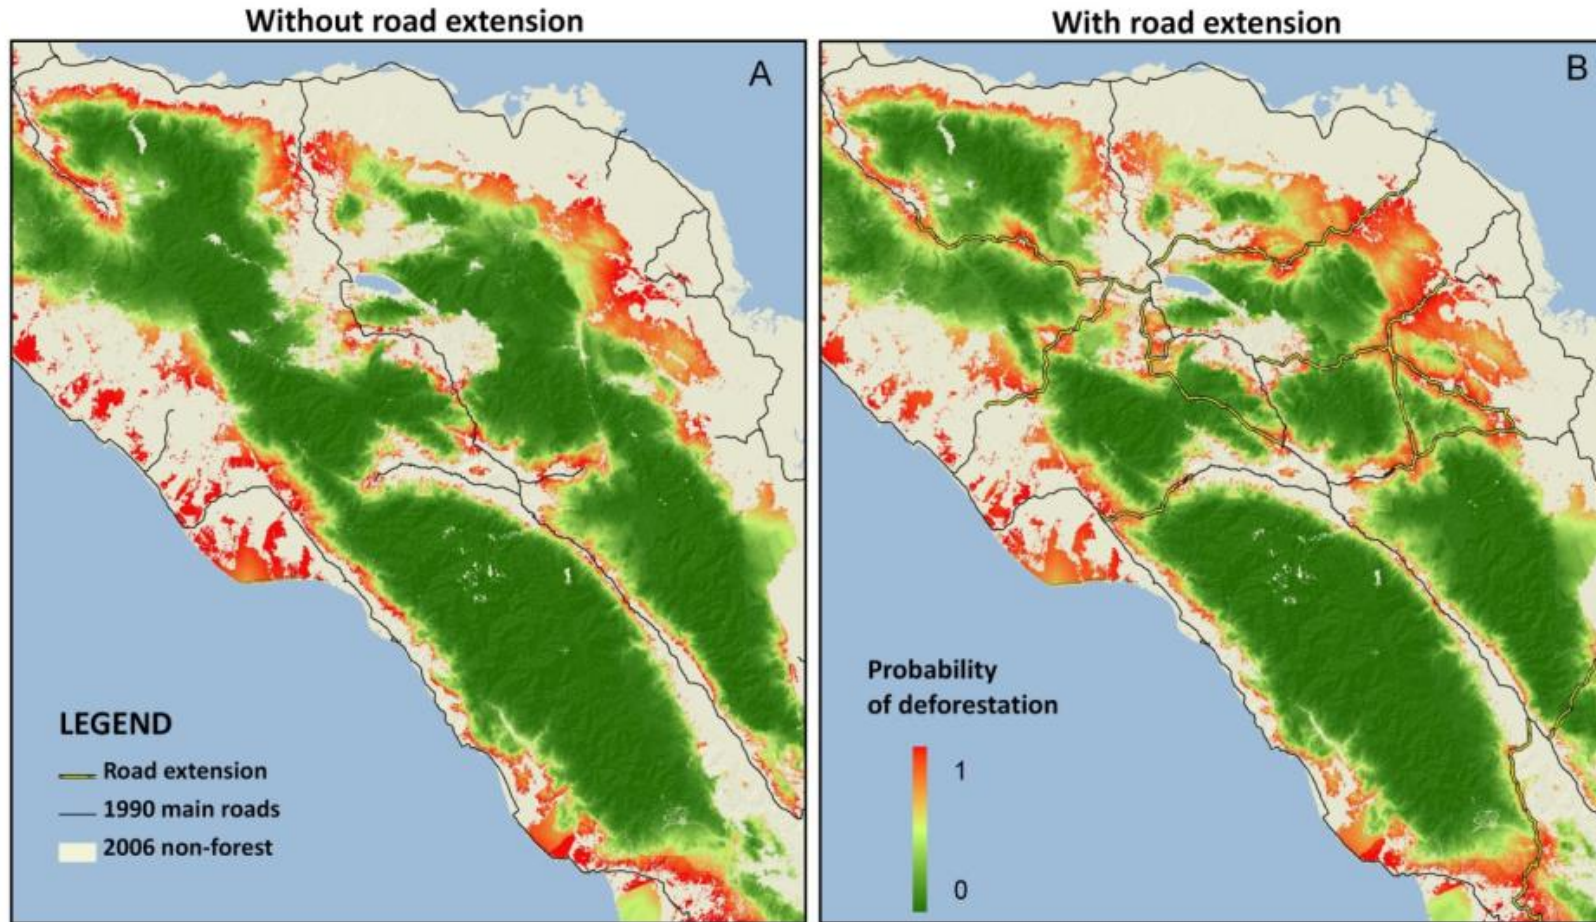 Without road extension
With road extension
A
B
LEGEND
Road extension
1990 main roads
2006 non-forest
Probability
of deforestation
1
0